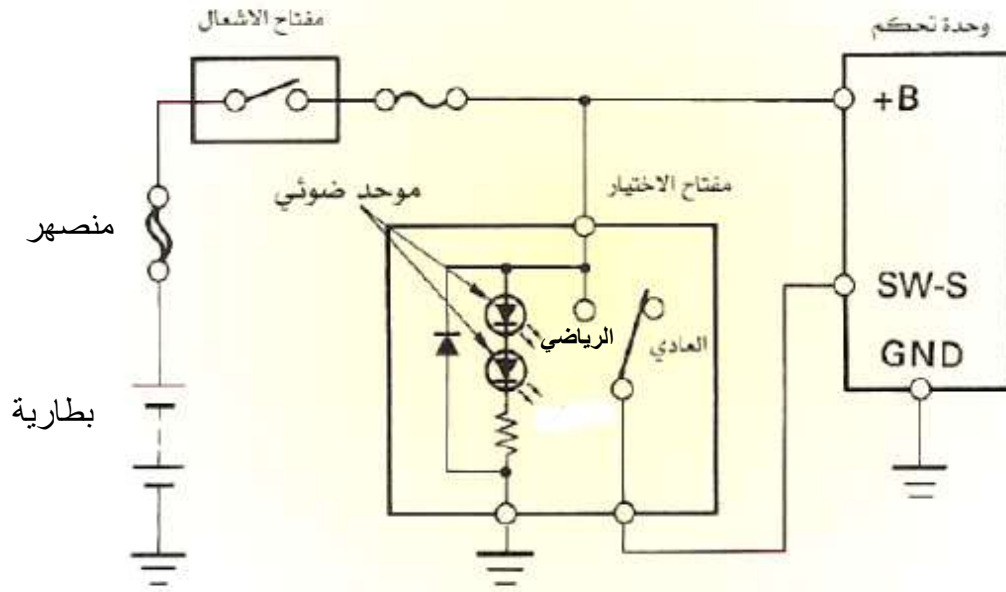 مفتاح الاشعال
وحدة تحكم
+B
مفتاح الاختيار
موحد ضوئي
منصهر
SW-S
الرياضي
العادي
GND
بطارية